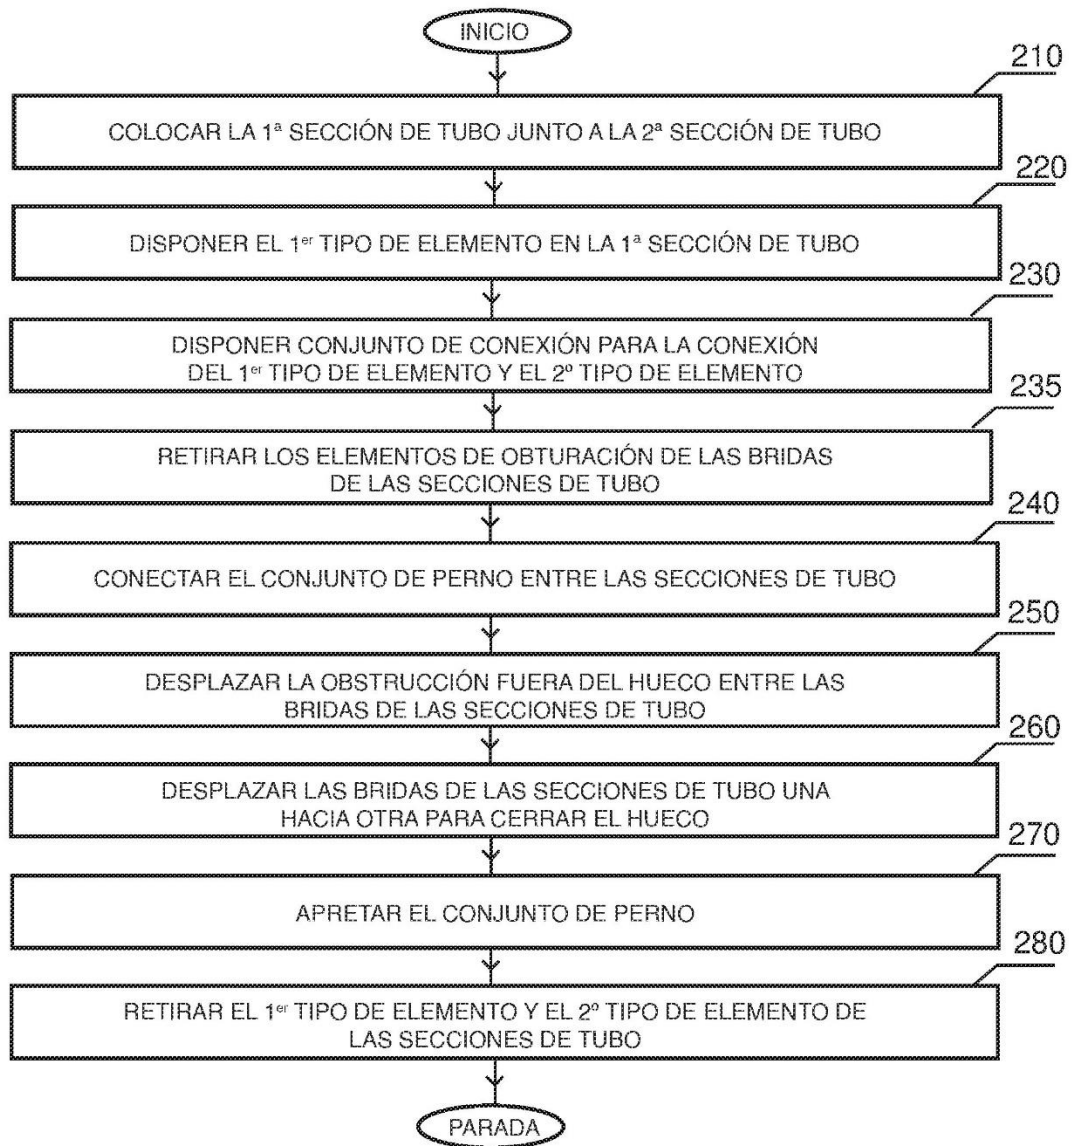 INICIO
210
COLOCAR LA 1ª SECCIÓN DE TUBO JUNTO A LA 2ª SECCIÓN DE TUBO
220
DISPONER EL 1er TIPO DE ELEMENTO EN LA 1ª SECCIÓN DE TUBO
230
DISPONER CONJUNTO DE CONEXIÓN PARA LA CONEXIÓN
DEL 1er TIPO DE ELEMENTO Y EL 2º TIPO DE ELEMENTO
235
RETIRAR LOS ELEMENTOS DE OBTURACIÓN DE LAS BRIDAS
DE LAS SECCIONES DE TUBO
240
CONECTAR EL CONJUNTO DE PERNO ENTRE LAS SECCIONES DE TUBO
250
DESPLAZAR LA OBSTRUCCIÓN FUERA DEL HUECO ENTRE LAS
BRIDAS DE LAS SECCIONES DE TUBO
260
DESPLAZAR LAS BRIDAS DE LAS SECCIONES DE TUBO UNA
HACIA OTRA PARA CERRAR EL HUECO
270
APRETAR EL CONJUNTO DE PERNO
280
RETIRAR EL 1er TIPO DE ELEMENTO Y EL 2º TIPO DE ELEMENTO DE
LAS SECCIONES DE TUBO
PARADA